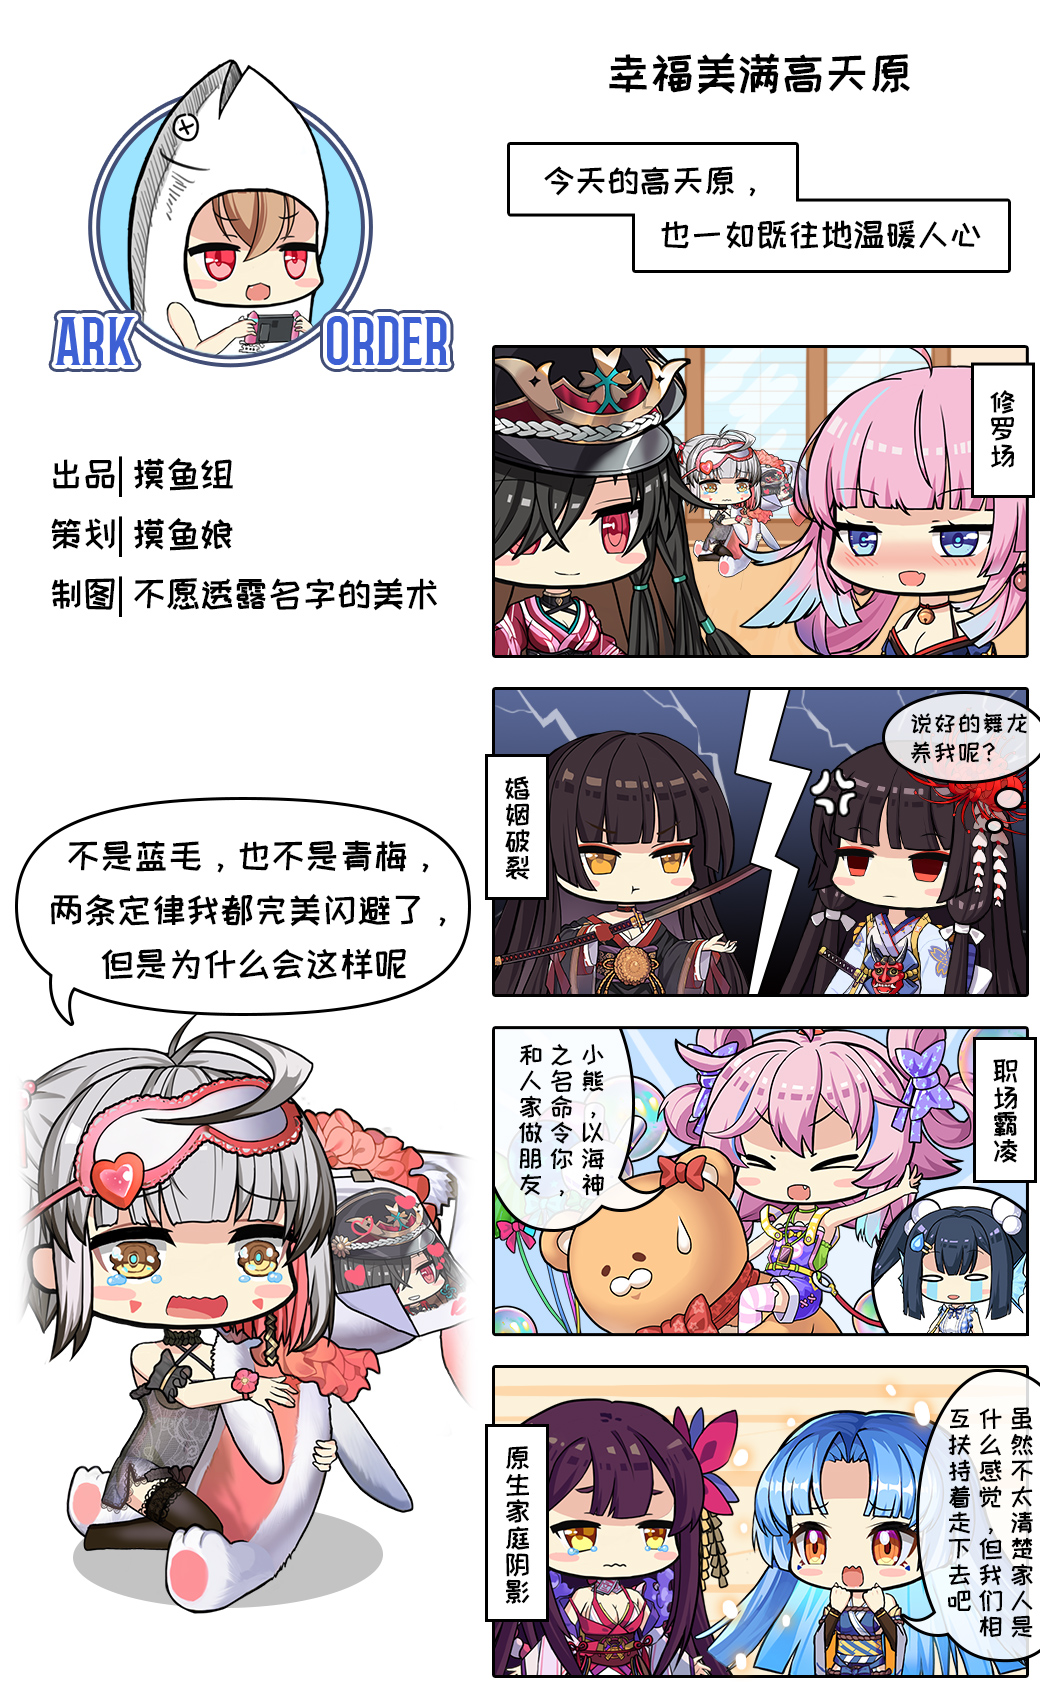 幸福美满高天原
今天的高天原，
也一如既往地温暖人心
ARK ORDER
出品|摸鱼组
策划|摸鱼娘
制图|不愿透露名字的美术
修罗场
说好的舞龙
养我呢?
婚姻破裂
不是蓝毛，也不是青梅，
两条定律我都完美闪避了，
但是为什么会这样呢
小熊，以海神
之名命令你，
和人家做朋友
职场霸凌
原生家庭阴影
虽然不太清楚家人是
什么感觉，但我们相
互扶持着走下去吧